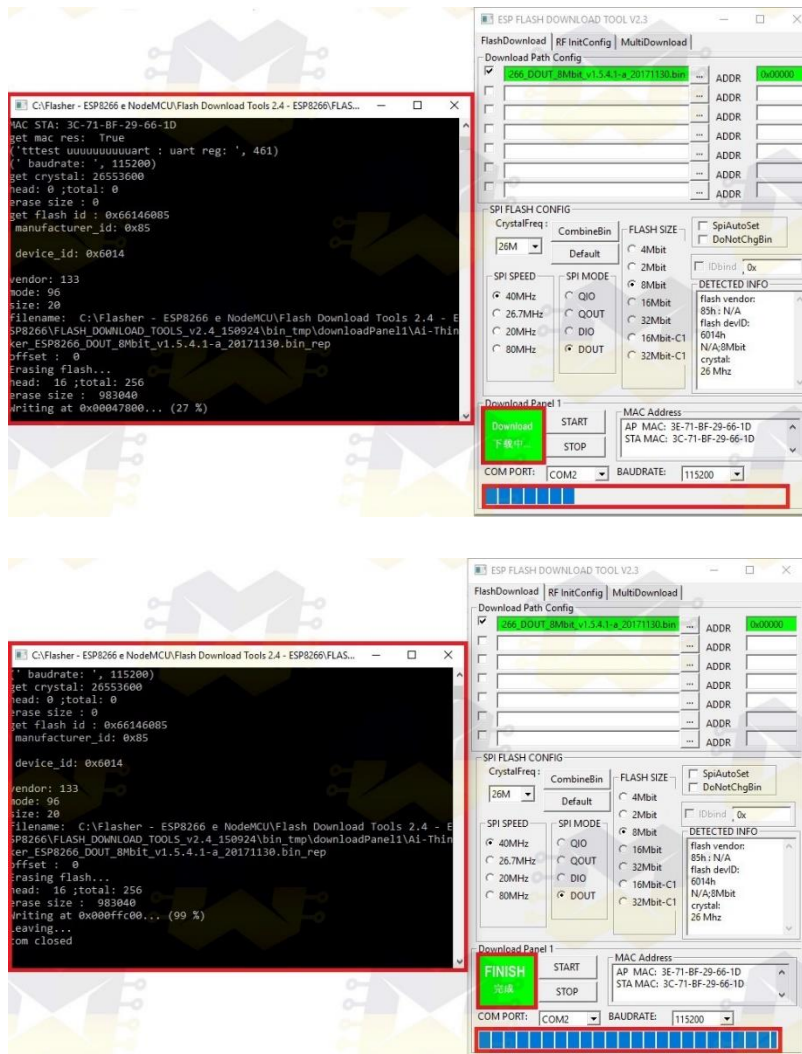 ESP FLASH DOWNLOAD TOOL V2.3
FlashDownload RF InitConfig MultiDownload
Download Path Config
266_DOUT_8Mbit_v1.5.4.1-a_20171130.bin ... ADDR 0x00000
... ADDR
... ADDR
... ADDR
... ADDR
... ADDR
... ADDR
SPI FLASH CONFIG
CrystalFreq :
26M
CombineBin
Default
SPI SPEED
40MHz
26.7MHz
20MHz
80MHz
SPI MODE
QIO
QOUT
DIO
DOUT
FLASH SIZE
4Mbit
2Mbit
8Mbit
16Mbit
32Mbit
16Mbit-C1
32Mbit-C1
SpiAutoSet
DoNotChgBin
IDbind 0x
DETECTED INFO
flash vendor:
85h : N/A
flash devID:
6014h
N/A;8Mbit
crystal:
26 Mhz
Download Panel 1
Download
下载中...
START
STOP
MAC Address
AP MAC: 3E-71-BF-29-66-1D
STA MAC: 3C-71-BF-29-66-1D
COM PORT: COM2 BAUDRATE: 115200
C:\Flasher - ESP8266 e NodeMCU\Flash Download Tools 2.4 - ESP8266\FLAS...
MAC STA: 3C-71-BF-29-66-1D
get mac res: True
('tttest uuuuuuuuuart : uart reg: ', 461)
(' baudrate: ', 115200)
get crystal: 26553600
head: 0 ;total: 0
erase size : 0
get flash id : 0x66146085
manufacturer_id: 0x85
device_id: 0x6014
vendor: 133
mode: 96
size: 20
filename: C:\Flasher - ESP8266 e NodeMCU\Flash Download Tools 2.4 - E
SP8266\FLASH_DOWNLOAD_TOOLS_v2.4_150924\bin_tmp\downloadPanel1\Ai-Thin
ker_ESP8266_DOUT_8Mbit_v1.5.4.1-a_20171130.bin_rep
offset : 0
Erasing flash...
head: 16 ;total: 256
erase size : 983040
Writing at 0x00047800... (27 %)
ESP FLASH DOWNLOAD TOOL V2.3
FlashDownload RF InitConfig MultiDownload
Download Path Config
266_DOUT_8Mbit_v1.5.4.1-a_20171130.bin ... ADDR 0x00000
... ADDR
... ADDR
... ADDR
... ADDR
... ADDR
... ADDR
SPI FLASH CONFIG
CrystalFreq :
26M
CombineBin
Default
SPI SPEED
40MHz
26.7MHz
20MHz
80MHz
SPI MODE
QIO
QOUT
DIO
DOUT
FLASH SIZE
4Mbit
2Mbit
8Mbit
16Mbit
32Mbit
16Mbit-C1
32Mbit-C1
SpiAutoSet
DoNotChgBin
IDbind 0x
DETECTED INFO
flash vendor:
85h : N/A
flash devID:
6014h
N/A;8Mbit
crystal:
26 Mhz
Download Panel 1
FINISH
完成
START
STOP
MAC Address
AP MAC: 3E-71-BF-29-66-1D
STA MAC: 3C-71-BF-29-66-1D
COM PORT: COM2 BAUDRATE: 115200
C:\Flasher - ESP8266 e NodeMCU\Flash Download Tools 2.4 - ESP8266\FLAS...
(' baudrate: ', 115200)
get crystal: 26553600
head: 0 ;total: 0
erase size : 0
get flash id : 0x66146085
manufacturer_id: 0x85
device_id: 0x6014
vendor: 133
mode: 96
size: 20
filename: C:\Flasher - ESP8266 e NodeMCU\Flash Download Tools 2.4 - E
SP8266\FLASH_DOWNLOAD_TOOLS_v2.4_150924\bin_tmp\downloadPanel1\Ai-Thin
ker_ESP8266_DOUT_8Mbit_v1.5.4.1-a_20171130.bin_rep
offset : 0
Erasing flash...
head: 16 ;total: 256
erase size : 983040
Writing at 0x000ffc00... (99 %)
Leaving...
com closed